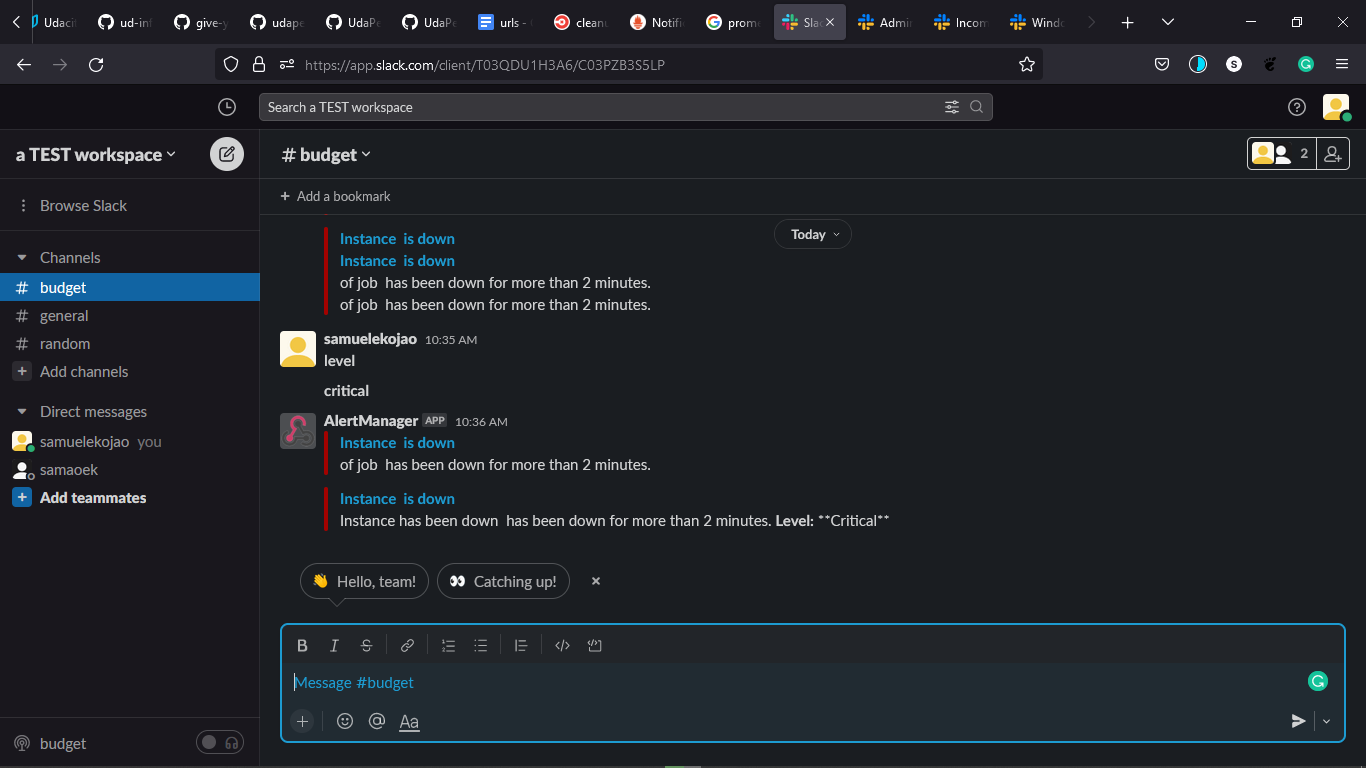 Udaci
ud-inf
give-y
udape
UdaPe
UdaPe
urls -
cleanu
Notifi
prome
Slac
Admi
Incom
Windo
https://app.slack.com/client/T03QDU1H3A6/C03PZB3S5LP
S
G
Search a TEST workspace
a TEST workspace
# budget
2
Browse Slack
+ Add a bookmark
Today
Channels
# budget
# general
# random
+ Add channels
Direct messages
samuelekojao you
samaoek
+ Add teammates
budget
Instance is down
Instance is down
of job has been down for more than 2 minutes.
of job has been down for more than 2 minutes.
samuelekojao 10:35 AM
level
critical
AlertManager APP 10:36 AM
Instance is down
of job has been down for more than 2 minutes.
Instance is down
Instance has been down has been down for more than 2 minutes. Level: **Critical**
Hello, team!
Catching up!
B I S
Message #budget
G
+ @ Aa